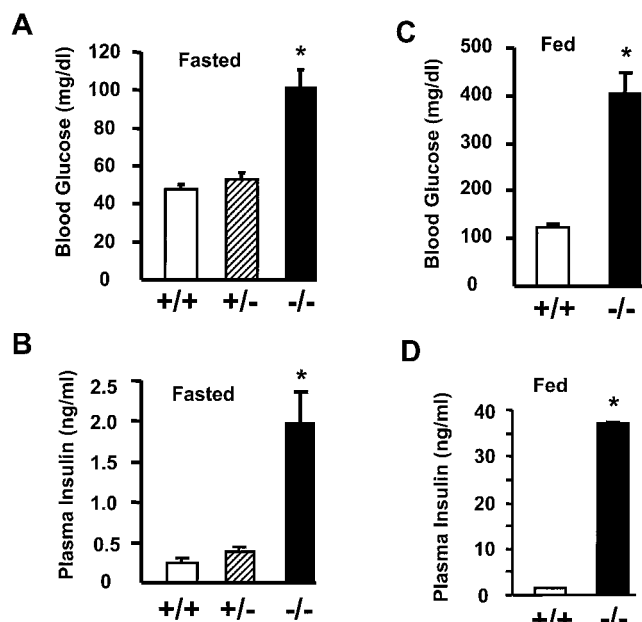 A
Fasted
*
Blood Glucose (mg/dl)
120
100
80
60
40
20
0
+/+ +/- -/-
B
Fasted
*
Plasma Insulin (ng/ml)
2.5
2.0
1.5
1.0
0.5
0.0
+/+ +/- -/-
C
Fed
*
Blood Glucose (mg/dl)
500
400
300
200
100
0
+/+ -/-
D
Fed
*
Plasma Insulin (ng/ml)
40
30
20
10
0
+/+ -/-